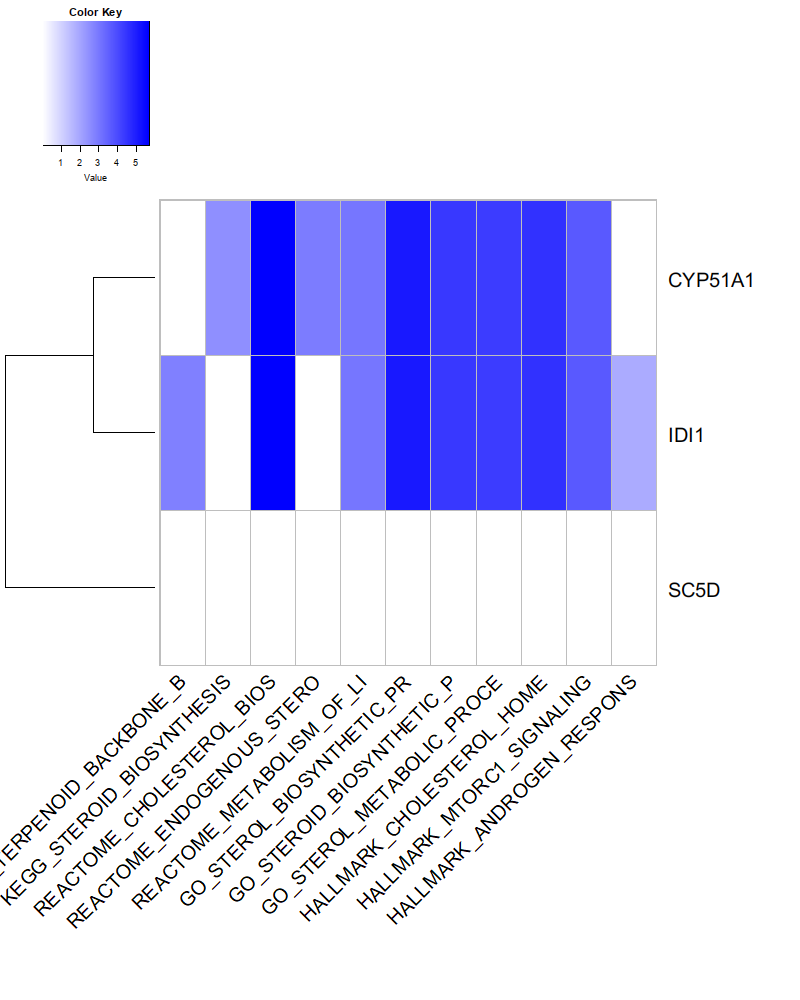 Color Key
1 2 3 4 5
Value
CYP51A1
IDI1
SC5D
_TERPENOID_BACKBONE_B
KEGG_STEROID_BIOSYNTHESIS
REACTOME_CHOLESTEROL_BIOS
REACTOME_ENDOGENOUS_STERO
REACTOME_METABOLISM_OF_LI
GO_STEROL_BIOSYNTHETIC_PR
GO_STEROID_BIOSYNTHETIC_P
GO_STEROL_METABOLIC_PROCE
HALLMARK_CHOLESTEROL_HOME
HALLMARK_MTORC1_SIGNALING
HALLMARK_ANDROGEN_RESPONS